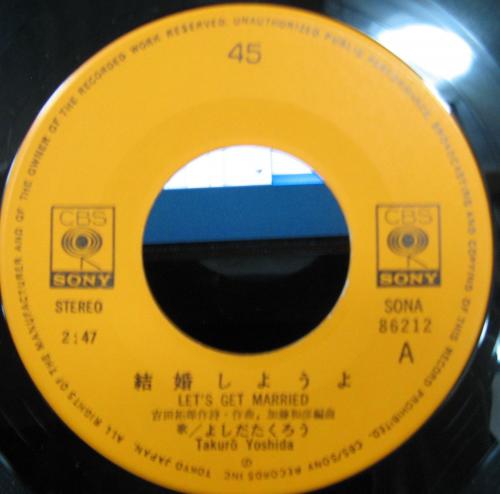 45
ALL RIGHTS OF THE MANUFACTURER AND OF THE OWNER OF THE RECORDED WORK RESERVED. UNAUTHORIZED PUBLIC PERFORMANCE, BROADCASTING AND COPYING OF THIS RECORD PROHIBITED.
CBS
SONY
CBS
SONY
STEREO
SONA
86212
2:47
A
結婚しようよ
LET'S GET MARRIED
吉田拓郎作詩・作曲, 加藤和彦編曲
歌/よしだたくろう
Takurō Yoshida
Ⓟ
CBS/SONY RECORDS INC. TOKYO JAPAN.